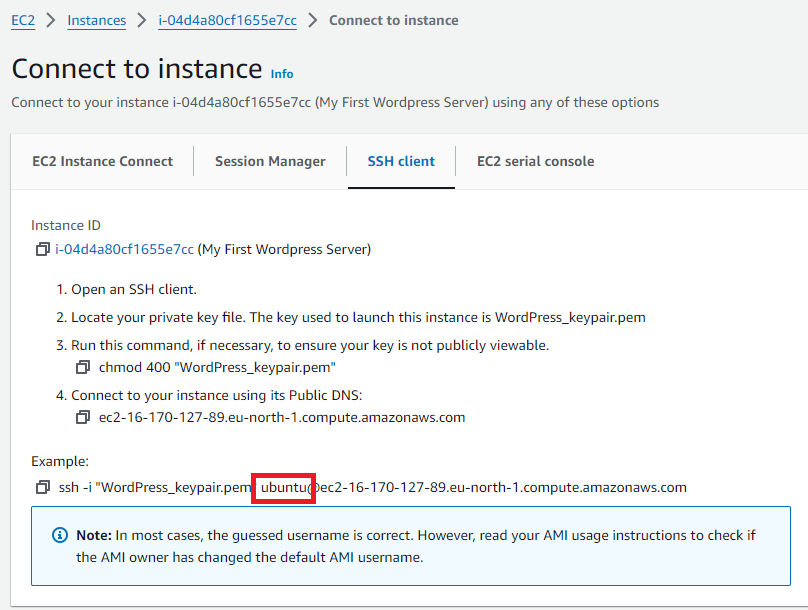 EC2 > Instances > i-04d4a80cf1655e7cc > Connect to instance
Connect to instance Info
Connect to your instance i-04d4a80cf1655e7cc (My First Wordpress Server) using any of these options
EC2 Instance Connect Session Manager SSH client EC2 serial console
Instance ID
i-04d4a80cf1655e7cc (My First Wordpress Server)
1. Open an SSH client.
2. Locate your private key file. The key used to launch this instance is WordPress_keypair.pem
3. Run this command, if necessary, to ensure your key is not publicly viewable.
chmod 400 "WordPress_keypair.pem"
4. Connect to your instance using its Public DNS:
ec2-16-170-127-89.eu-north-1.compute.amazonaws.com
Example:
ssh -i "WordPress_keypair.pem ubuntu@ec2-16-170-127-89.eu-north-1.compute.amazonaws.com
Note: In most cases, the guessed username is correct. However, read your AMI usage instructions to check if
the AMI owner has changed the default AMI username.